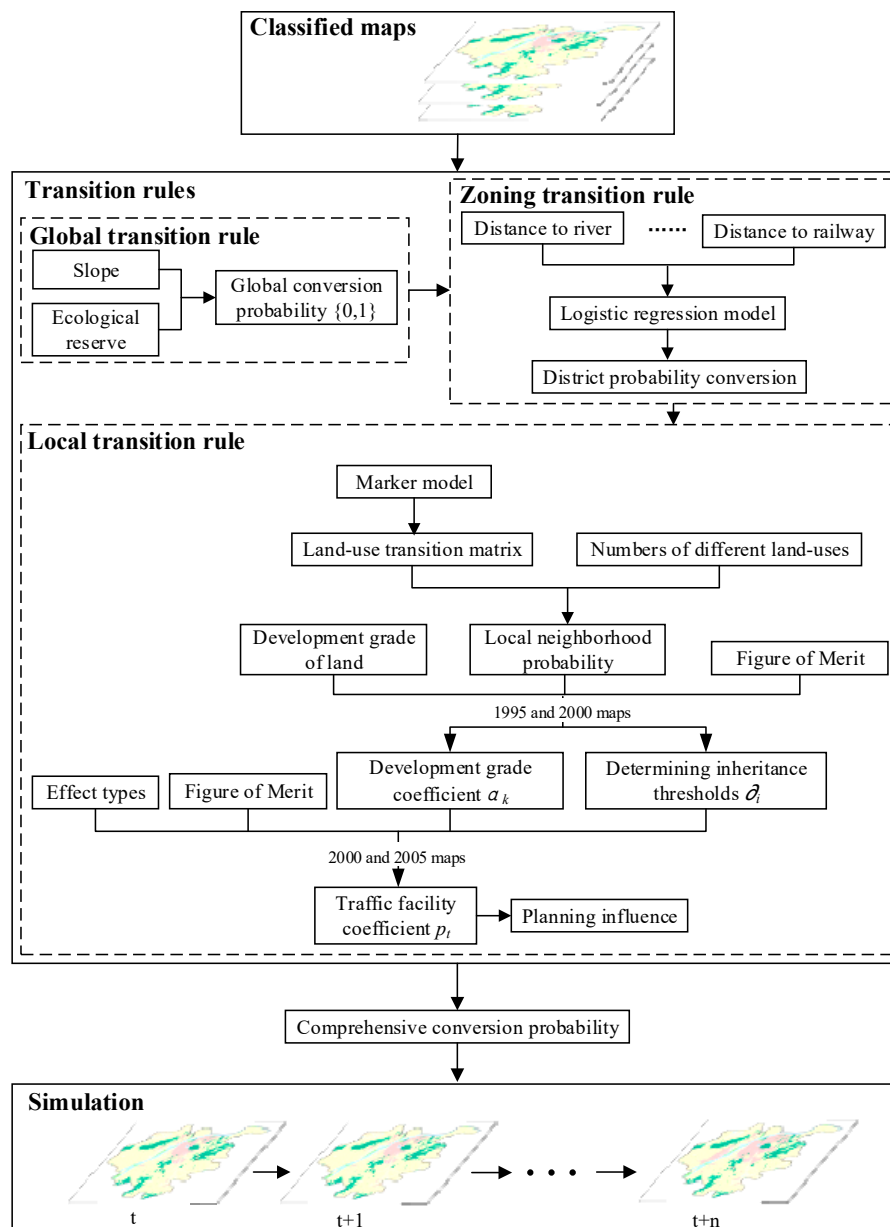 Classified maps
Transition rules
Global transition rule
Slope
Ecological
reserve
Global conversion
probability {0,1}
Zoning transition rule
Distance to river
······
Distance to railway
Logistic regression model
District probability conversion
Local transition rule
Marker model
Land-use transition matrix
Numbers of different land-uses
Development grade
of land
Local neighborhood
probability
Figure of Merit
1995 and 2000 maps
Effect types
Figure of Merit
Development grade
coefficient α_k
Determining inheritance
thresholds ∂_i
2000 and 2005 maps
Traffic facility
coefficient p_t
Planning influence
Comprehensive conversion probability
Simulation
t
t+1
• • •
t+n